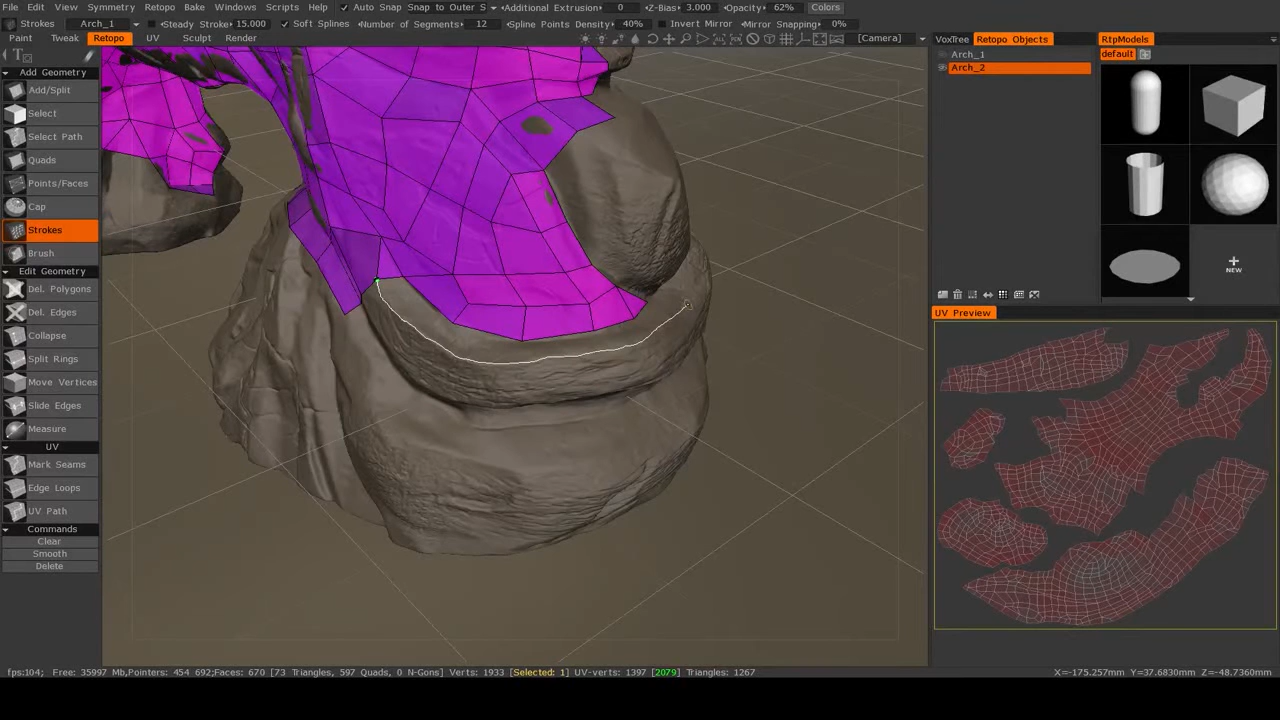 File Edit View Symmetry Retopo Bake Windows Scripts Help Auto Snap Snap to Outer S Additional Extrusion 0 Z-Bias 3.000 Opacity 62% Colors
Strokes Arch_1 Steady Stroke 15.000 Soft Splines Number of Segments 12 Spline Points Density 40% Invert Mirror Mirror Snapping 0%
Paint Tweak Retopo UV Sculpt Render [Camera] VoxTree Retopo Objects RtpModels
Arch_1
default
Arch_2
Add Geometry
Add/Split
Select
Select Path
Quads
Points/Faces
Cap
Strokes
Brush
Edit Geometry
Del. Polygons
Del. Edges
Collapse
Split Rings
Move Vertices
Slide Edges
Measure
UV
Mark Seams
Edge Loops
UV Path
Commands
Clear
Smooth
Delete
NEW
UV Preview
fps:104; Free: 35997 Mb,Pointers: 454 692;Faces: 670 [73 Triangles, 597 Quads, 0 N-Gons] Verts: 1933 [Selected: 1] UV-verts: 1397 [2079] Triangles: 1267 X=-175.257mm Y=37.6830mm Z=-48.7360mm